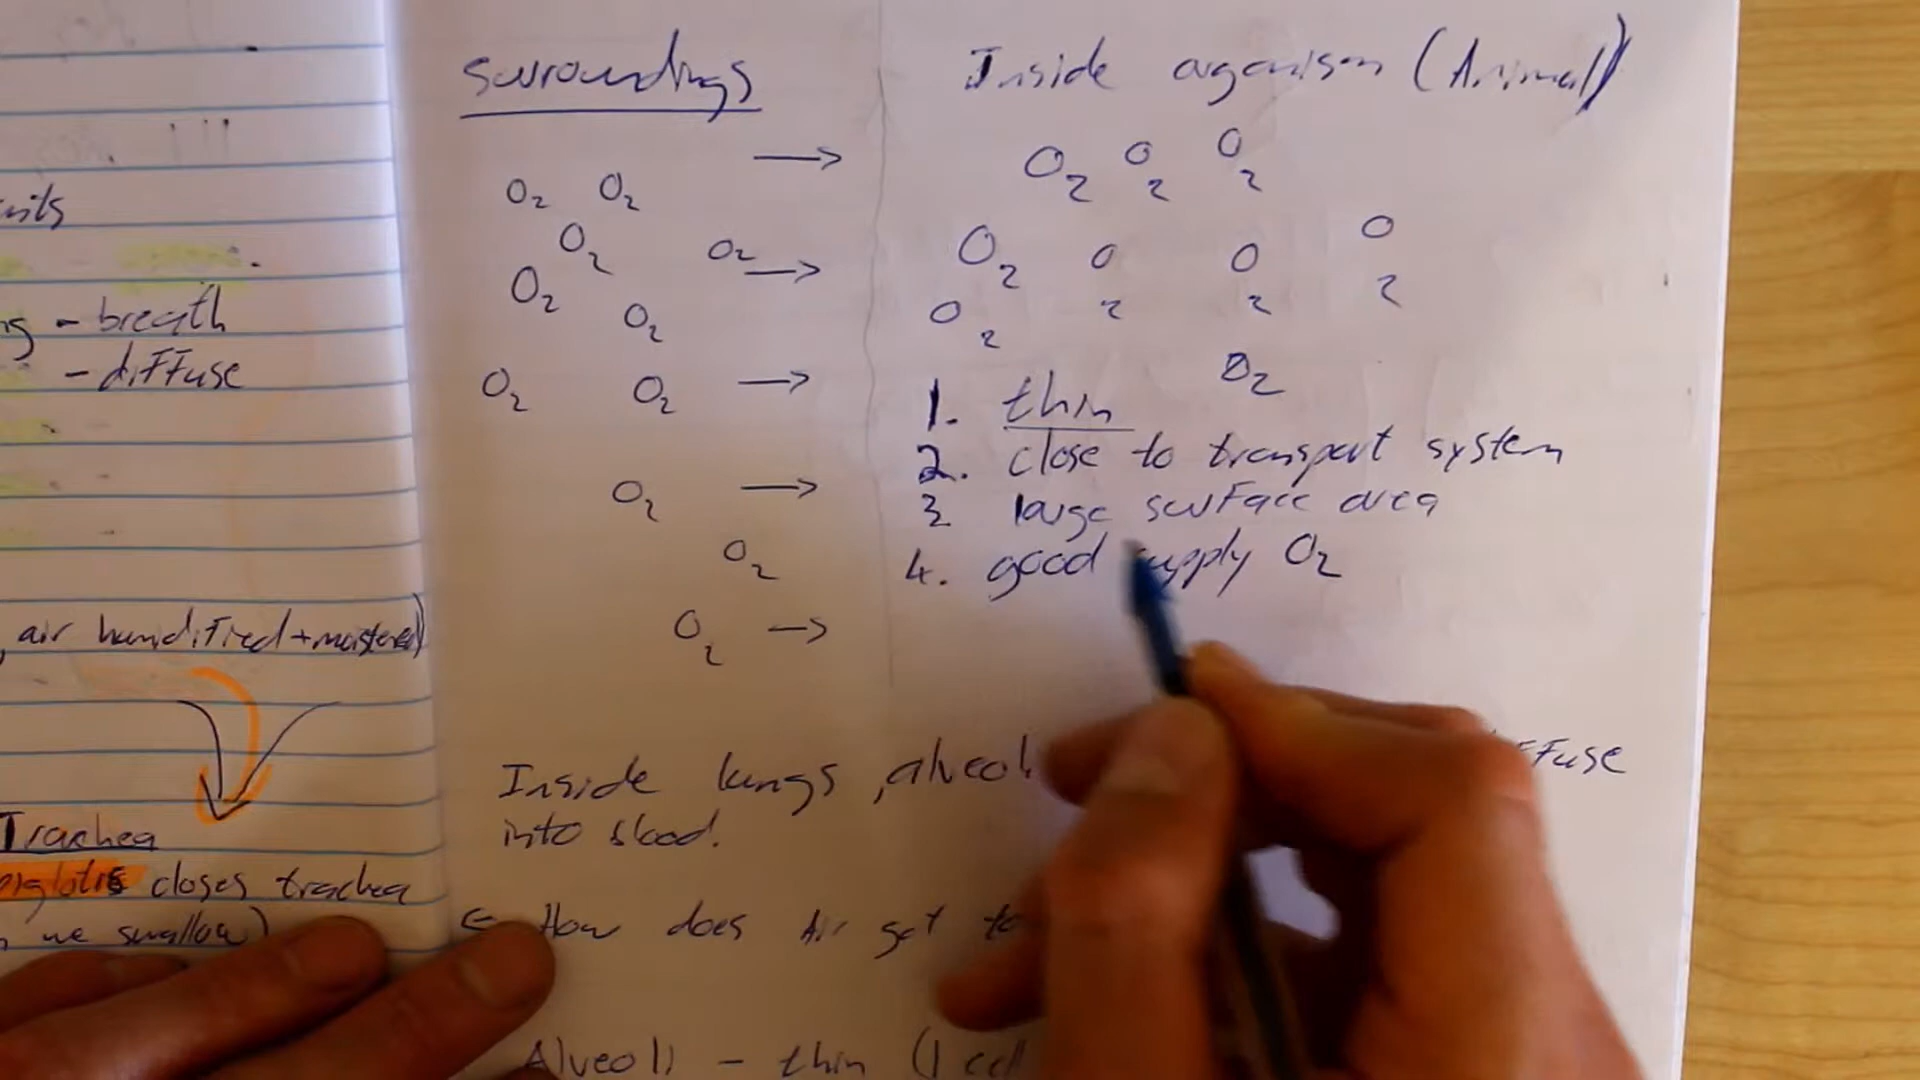 surroundings
Inside organism (Animal)
O2 O2 O2
O2 O2
O2 O2
O2 O2
O2 O2
O2 O2
O2 O2 O2
O2 O2
O2
1. thin
2. close to transport system
3 large surface area
4. good supply O2
Inside lungs, alveoli
into blood.
How does Air get to
Alveoli - thin (1 cell
- breath
- diffuse
air humidified + moistened)
Trachea
closes trachea
we swallow)